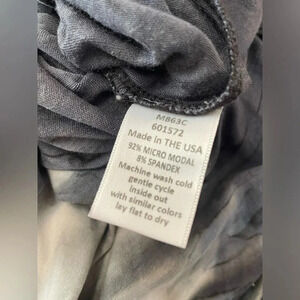 M863C
601572
Made in THE USA
92% MICRO MODAL
8% SPANDEX
Machine wash cold
gentle cycle
inside out
with similar colors
lay flat to dry